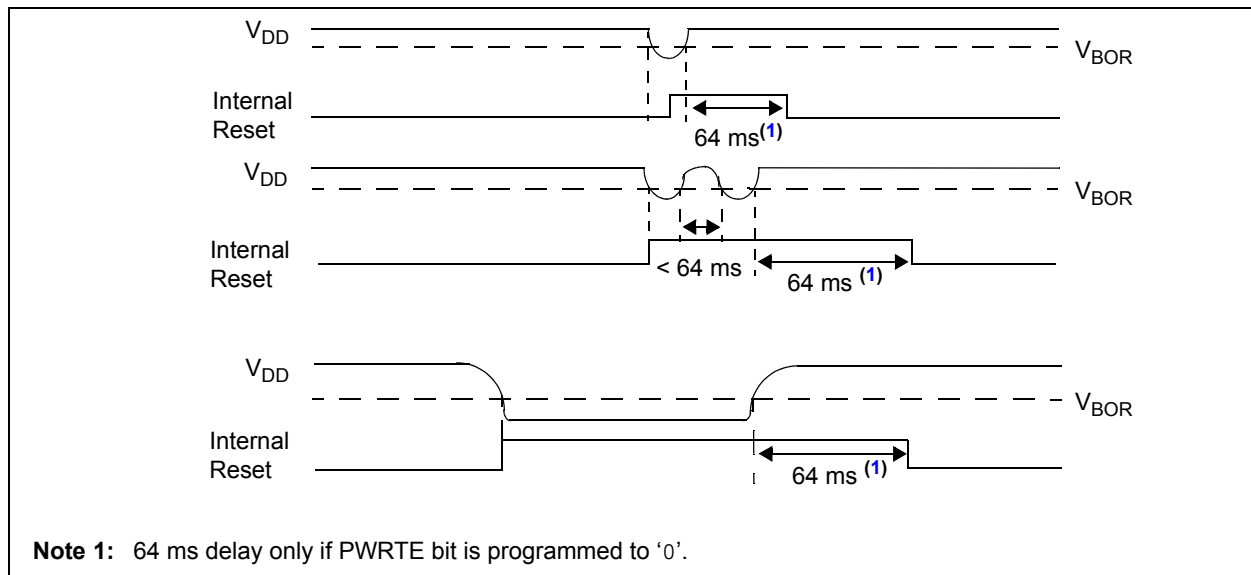 VDD
VBOR
Internal
Reset
64 ms(1)
VDD
VBOR
Internal
Reset
< 64 ms
64 ms (1)
VDD
VBOR
Internal
Reset
64 ms (1)
Note 1: 64 ms delay only if PWRTE bit is programmed to ‘0’.